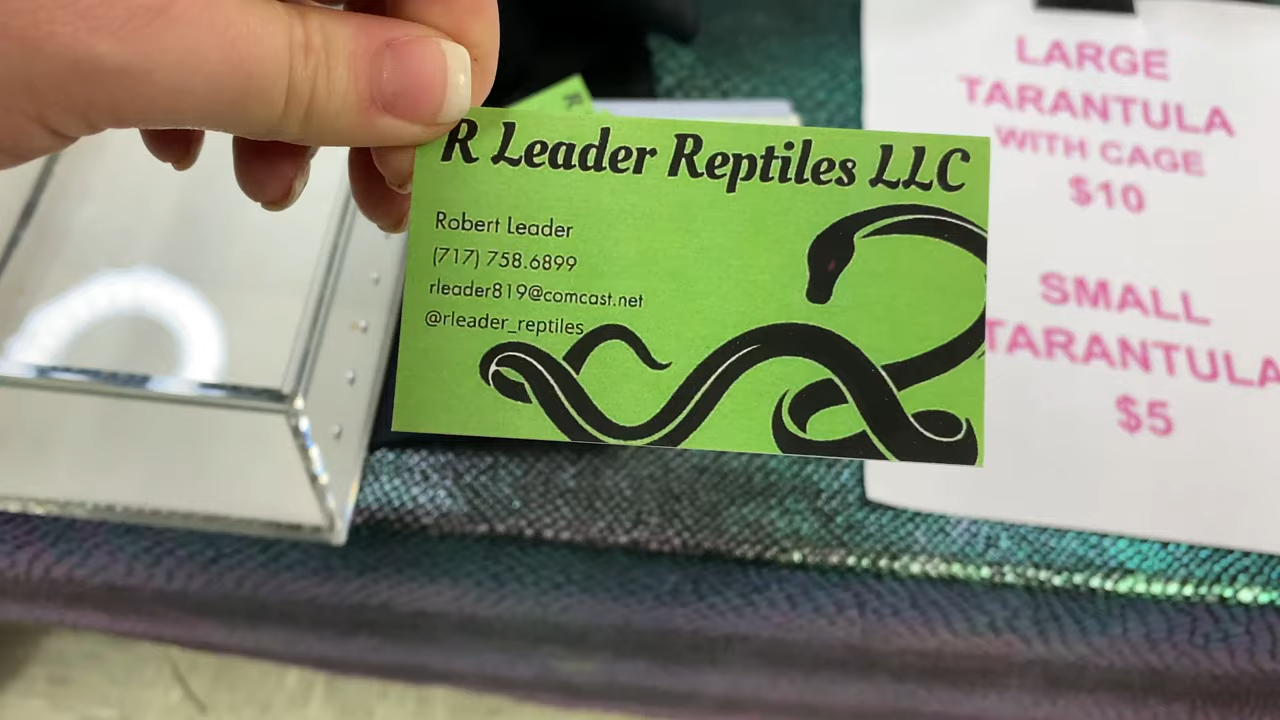 R Leader Reptiles LLC
Robert Leader
(717) 758.6899
rleader819@comcast.net
@rleader_reptiles
LARGE
TARANTULA
WITH CAGE
$10
SMALL
TARANTULA
$5
R